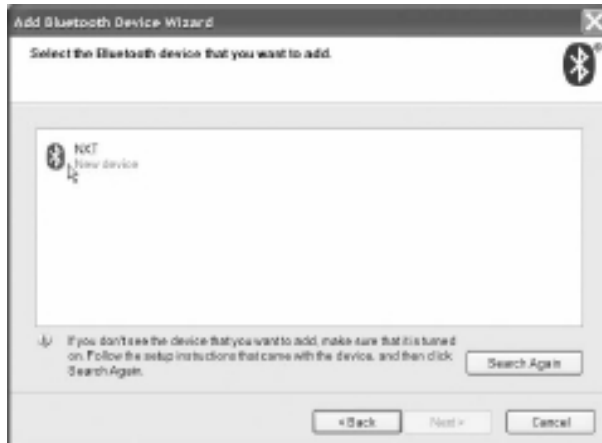 Add Bluetooth Device Wizard
Select the Bluetooth device that you want to add.
NXT
New device
If you don't see the device that you want to add, make sure that it is turned
on. Follow the setup instructions that came with the device, and then click
Search Again.
Search Again
< Back
Next >
Cancel